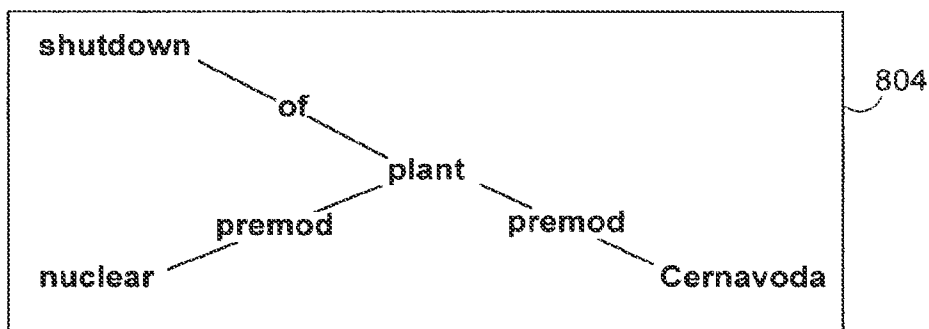 shutdown
804
of
plant
premod premod
nuclear Cernavoda